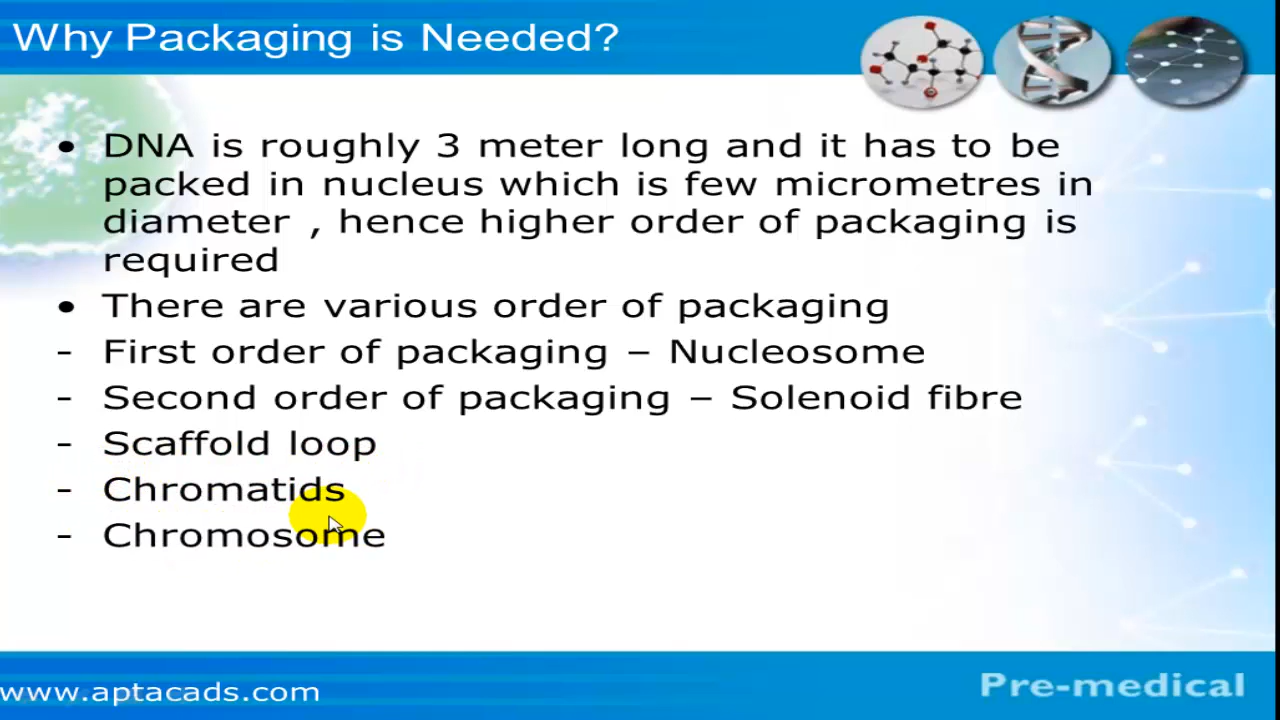 Why Packaging is Needed?
• DNA is roughly 3 meter long and it has to be
packed in nucleus which is few micrometres in
diameter , hence higher order of packaging is
required
• There are various order of packaging
- First order of packaging – Nucleosome
- Second order of packaging – Solenoid fibre
- Scaffold loop
- Chromatids
- Chromosome
www.aptacads.com
Pre-medical